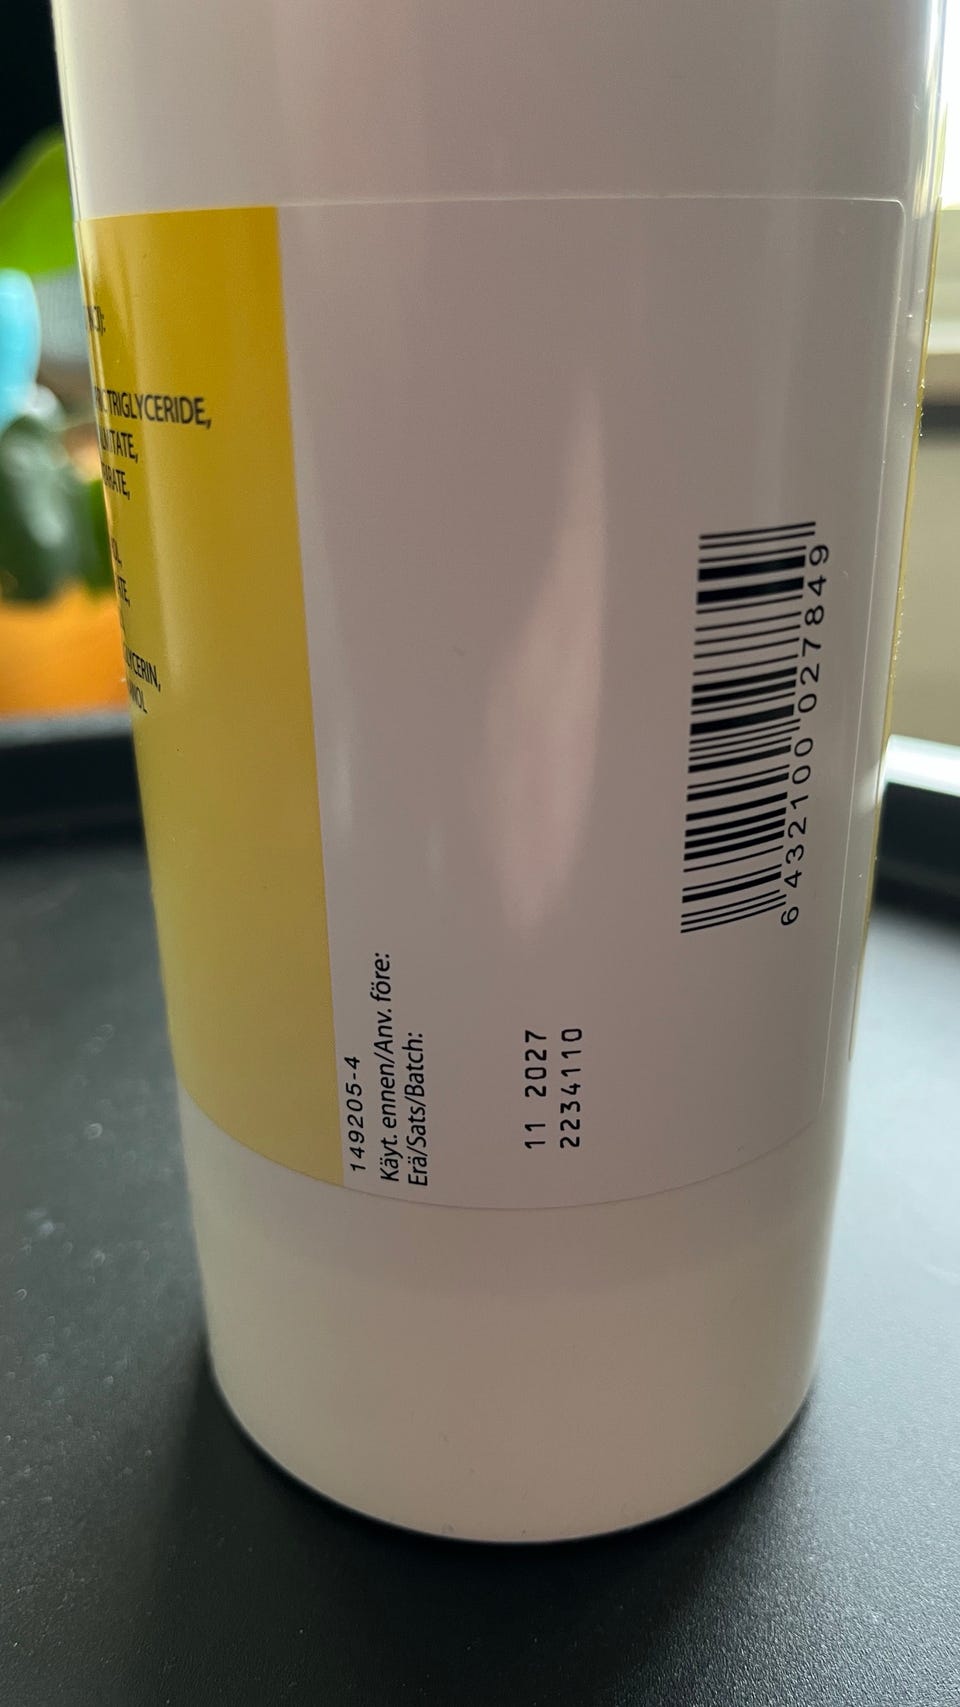 TRIGLYCERIDE,
149205-4
Käyt. ennen/Anv. före:
Erä/Sats/Batch:
11 2027
2234110
6 432100 027849